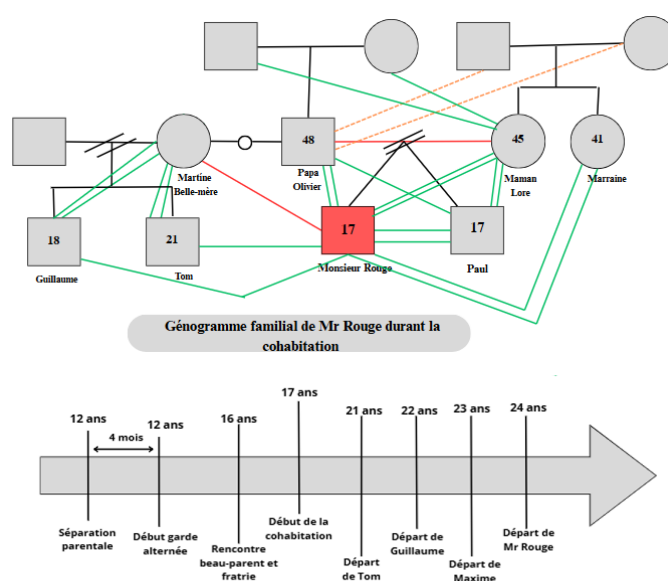 48
45
41
Martine
Belle-mère
Papa
Olivier
Maman
Lore
Marraine
18
21
17
17
Guillaume
Tom
Monsieur Rouge
Paul
Génogramme familial de Mr Rouge durant la
cohabitation
12 ans
4 mois
12 ans
16 ans
17 ans
21 ans
22 ans
23 ans
24 ans
Séparation
parentale
Début garde
alternée
Rencontre
beau-parent et
fratrie
Début de la
cohabitation
Départ
de Tom
Départ de
Guillaume
Départ de
Maxime
Départ de
Mr Rouge